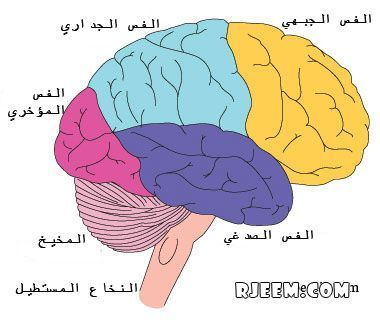 الفص الجبهي
الفص الجداري
الفص
المؤخري
الفص الصدغي
المخيخ
النخاع المستطيل
RJEEM.COM